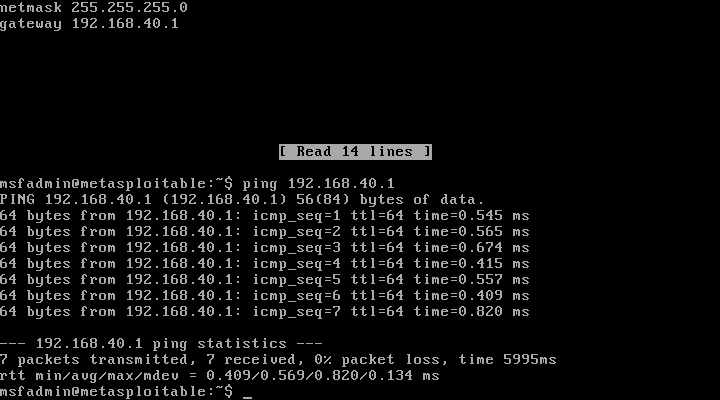 netmask 255.255.255.0
gateway 192.168.40.1
[ Read 14 lines ]
msfadmin@metasploitable:~$ ping 192.168.40.1
PING 192.168.40.1 (192.168.40.1) 56(84) bytes of data.
64 bytes from 192.168.40.1: icmp_seq=1 ttl=64 time=0.545 ms
64 bytes from 192.168.40.1: icmp_seq=2 ttl=64 time=0.565 ms
64 bytes from 192.168.40.1: icmp_seq=3 ttl=64 time=0.674 ms
64 bytes from 192.168.40.1: icmp_seq=4 ttl=64 time=0.415 ms
64 bytes from 192.168.40.1: icmp_seq=5 ttl=64 time=0.557 ms
64 bytes from 192.168.40.1: icmp_seq=6 ttl=64 time=0.409 ms
64 bytes from 192.168.40.1: icmp_seq=7 ttl=64 time=0.820 ms
--- 192.168.40.1 ping statistics ---
7 packets transmitted, 7 received, 0% packet loss, time 5995ms
rtt min/avg/max/mdev = 0.409/0.569/0.820/0.134 ms
msfadmin@metasploitable:~$ _